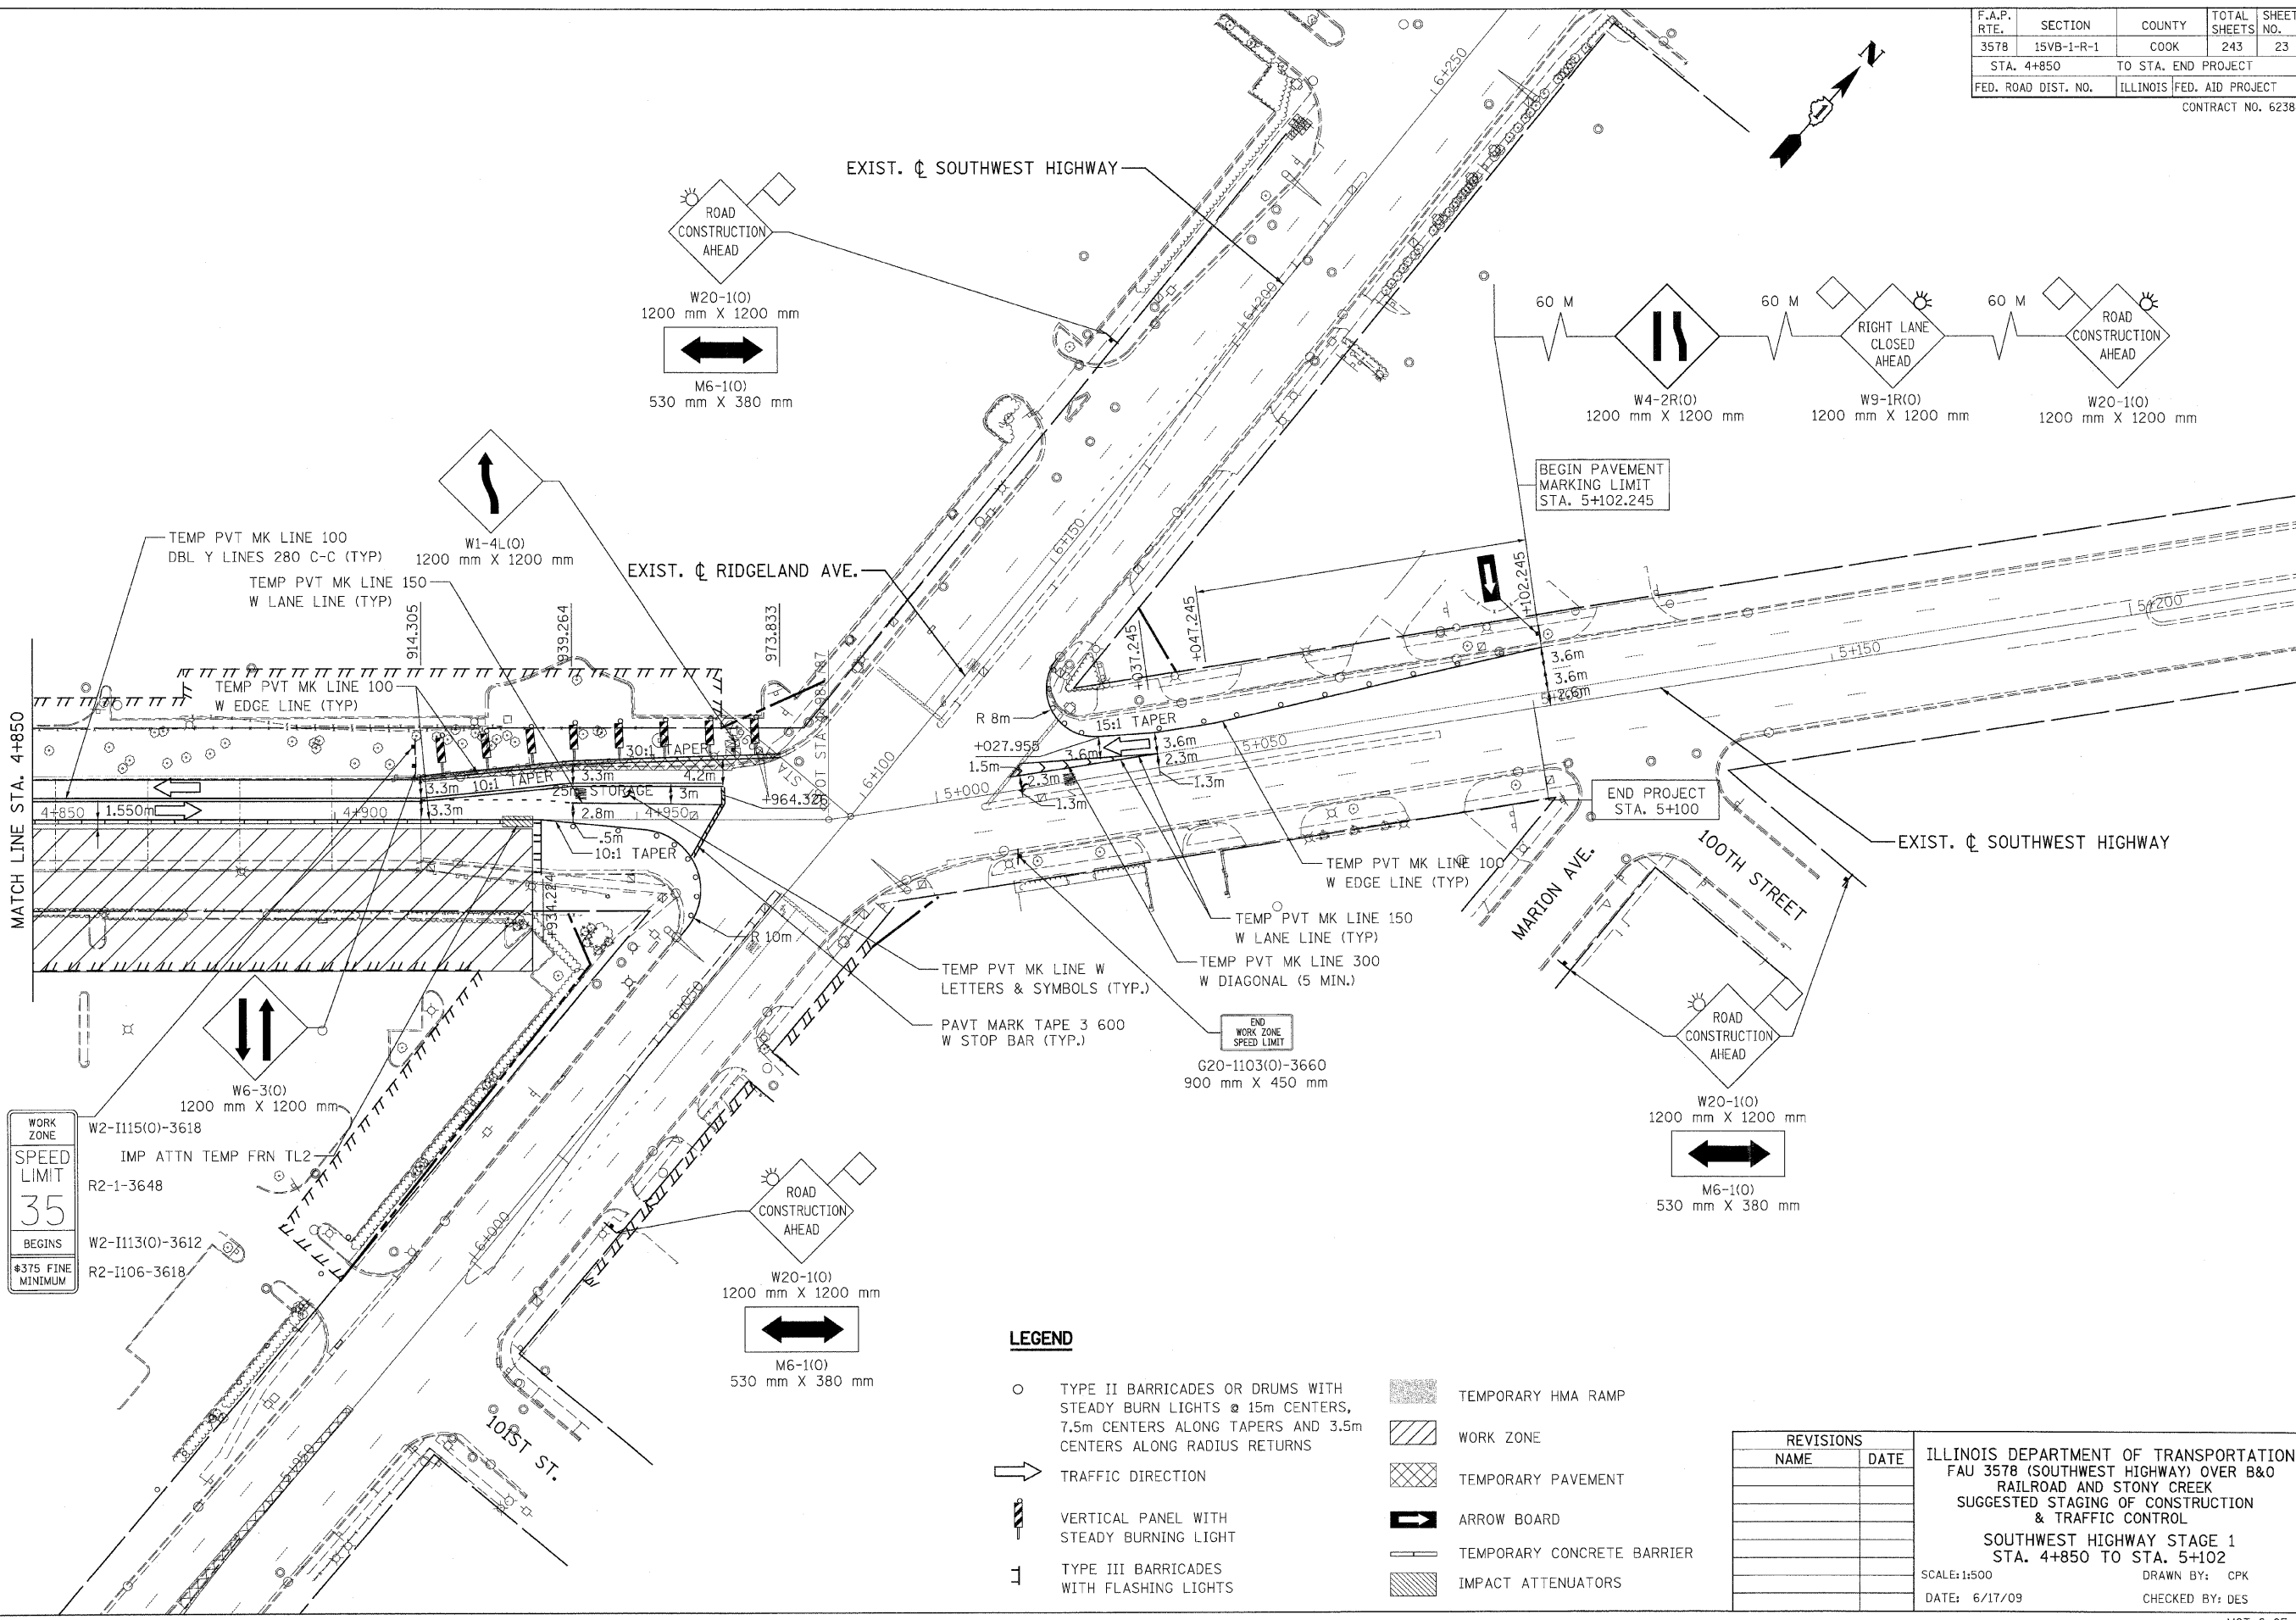 F.A.P. RTE. SECTION COUNTY TOTAL SHEETS SHEET NO.
3578 15VB-1-R-1 COOK 243 23
STA. 4+850 TO STA. END PROJECT
FED. ROAD DIST. NO. ILLINOIS FED. AID PROJECT
CONTRACT NO. 6238
N
6+250
EXIST. ℄ SOUTHWEST HIGHWAY
ROAD
CONSTRUCTION
AHEAD
W20-1(O)
1200 mm X 1200 mm
M6-1(O)
530 mm X 380 mm
6+200
60 M
60 M
60 M
RIGHT LANE
CLOSED
AHEAD
ROAD
CONSTRUCTION
AHEAD
W4-2R(O)
1200 mm X 1200 mm
W9-1R(O)
1200 mm X 1200 mm
W20-1(O)
1200 mm X 1200 mm
BEGIN PAVEMENT
MARKING LIMIT
STA. 5+102.245
W1-4L(O)
1200 mm X 1200 mm
TEMP PVT MK LINE 100
DBL Y LINES 280 C-C (TYP)
TEMP PVT MK LINE 150
W LANE LINE (TYP)
EXIST. ℄ RIDGELAND AVE.
6+150
914.305
939.264
973.833
+037.245
+047.245
+102.245
5+200
5+150
3.6m
3.6m
2.6m
TEMP PVT MK LINE 100
W EDGE LINE (TYP)
MATCH LINE STA. 4+850
30:1 TAPER
10:1 TAPER
3.3m
3.3m
4.2m
25m STORAGE
3m
+964.326
3.3m
2.8m
4+950
.5m
10:1 TAPER
4+850
1.550m
4+900
6+100
5+000
R 8m
15:1 TAPER
+027.955
1.5m
3.6m
3.6m
2.3m
2.3m
1.3m
1.3m
5+050
END PROJECT
STA. 5+100
EXIST. ℄ SOUTHWEST HIGHWAY
100TH STREET
MARION AVE.
TEMP PVT MK LINE 100
W EDGE LINE (TYP)
TEMP PVT MK LINE 150
W LANE LINE (TYP)
TEMP PVT MK LINE 300
W DIAGONAL (5 MIN.)
+934.224
R 10m
6+050
TEMP PVT MK LINE W
LETTERS & SYMBOLS (TYP.)
PAVT MARK TAPE 3 600
W STOP BAR (TYP.)
END
WORK ZONE
SPEED LIMIT
G20-1103(O)-3660
900 mm X 450 mm
ROAD
CONSTRUCTION
AHEAD
W20-1(O)
1200 mm X 1200 mm
M6-1(O)
530 mm X 380 mm
W6-3(O)
1200 mm X 1200 mm
WORK
ZONE
SPEED
LIMIT
35
BEGINS
$375 FINE
MINIMUM
W2-I115(O)-3618
IMP ATTN TEMP FRN TL2
R2-1-3648
W2-I113(O)-3612
R2-I106-3618
6+000
ROAD
CONSTRUCTION
AHEAD
W20-1(O)
1200 mm X 1200 mm
M6-1(O)
530 mm X 380 mm
101ST ST.
5+950
LEGEND
TYPE II BARRICADES OR DRUMS WITH
STEADY BURN LIGHTS @ 15m CENTERS,
7.5m CENTERS ALONG TAPERS AND 3.5m
CENTERS ALONG RADIUS RETURNS
TRAFFIC DIRECTION
VERTICAL PANEL WITH
STEADY BURNING LIGHT
TYPE III BARRICADES
WITH FLASHING LIGHTS
TEMPORARY HMA RAMP
WORK ZONE
TEMPORARY PAVEMENT
ARROW BOARD
TEMPORARY CONCRETE BARRIER
IMPACT ATTENUATORS
REVISIONS
NAME DATE
ILLINOIS DEPARTMENT OF TRANSPORTATION
FAU 3578 (SOUTHWEST HIGHWAY) OVER B&O
RAILROAD AND STONY CREEK
SUGGESTED STAGING OF CONSTRUCTION
& TRAFFIC CONTROL
SOUTHWEST HIGHWAY STAGE 1
STA. 4+850 TO STA. 5+102
SCALE: 1:500 DRAWN BY: CPK
DATE: 6/17/09 CHECKED BY: DES